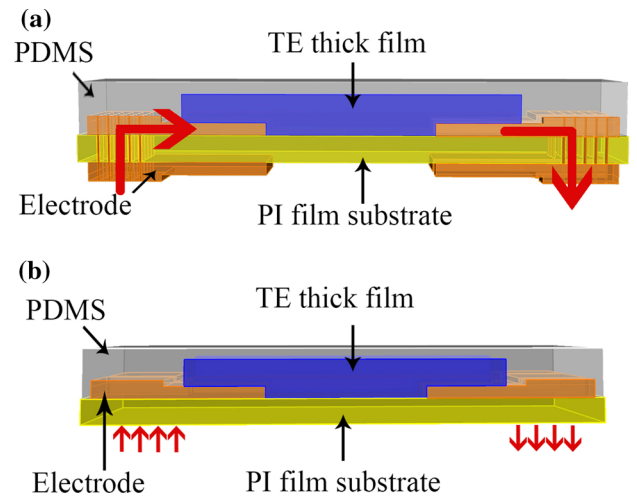 (a)
TE thick film
PDMS
Electrode
PI film substrate
(b)
TE thick film
PDMS
Electrode
PI film substrate